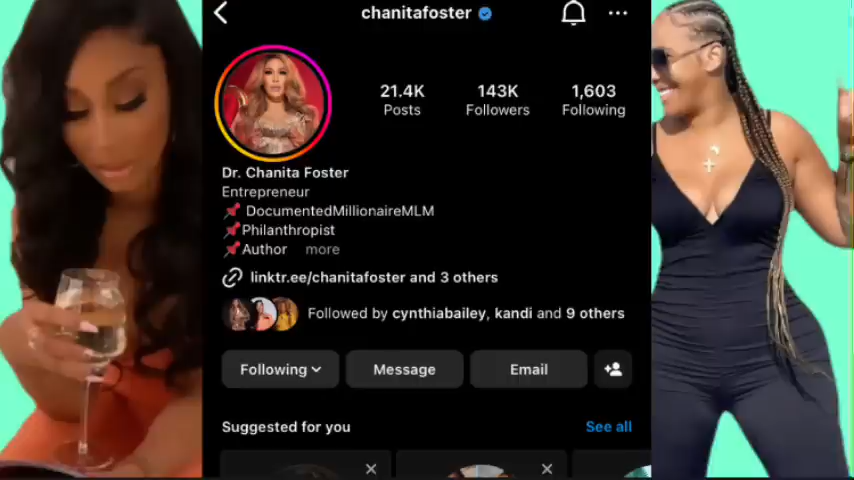 chanitafoster
21.4K 143K 1,603
Posts Followers Following
Dr. Chanita Foster
Entrepreneur
📌 DocumentedMillionaireMLM
📌Philanthropist
📌Author more
linktr.ee/chanitafoster and 3 others
Followed by cynthiabailey, kandi and 9 others
Following Message Email
Suggested for you See all